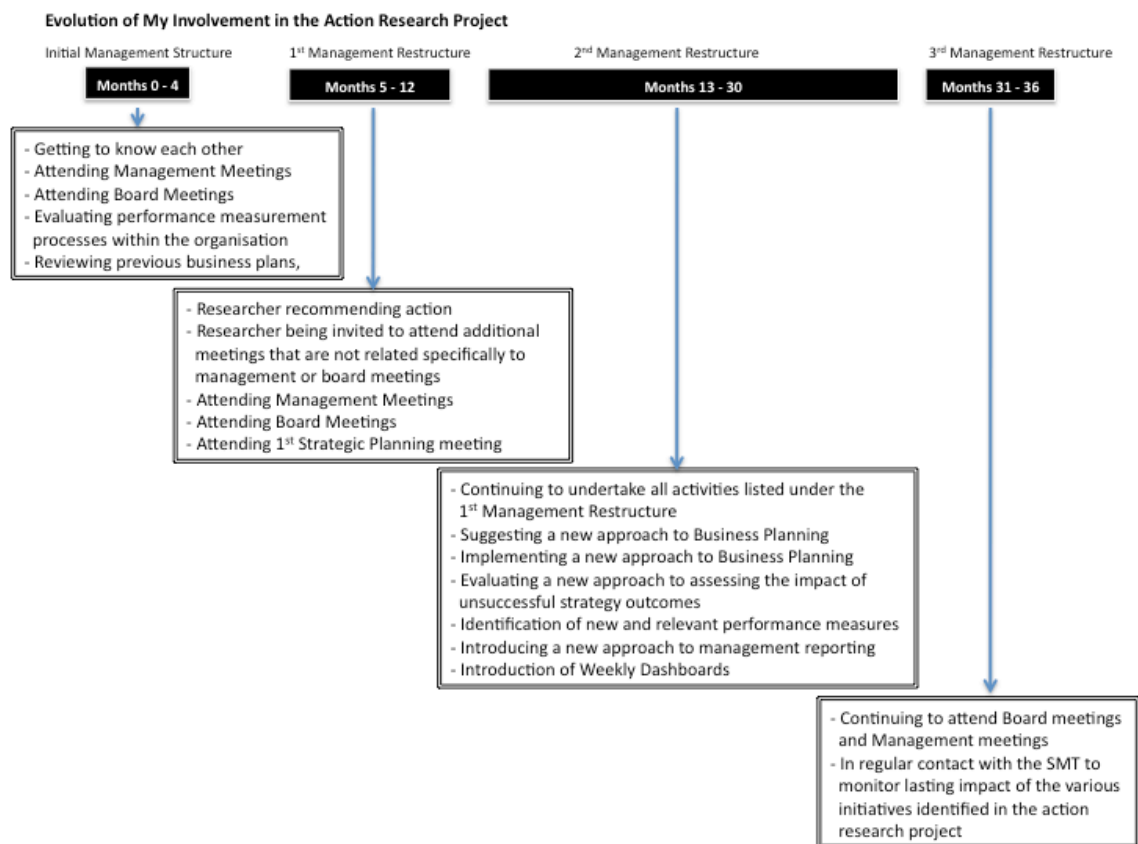 Evolution of My Involvement in the Action Research Project
Initial Management Structure
1st Management Restructure
2nd Management Restructure
3rd Management Restructure
Months 0 - 4
Months 5 - 12
Months 13 - 30
Months 31 - 36
- Getting to know each other
- Attending Management Meetings
- Attending Board Meetings
- Evaluating performance measurement
processes within the organisation
- Reviewing previous business plans,
- Researcher recommending action
- Researcher being invited to attend additional
meetings that are not related specifically to
management or board meetings
- Attending Management Meetings
- Attending Board Meetings
- Attending 1st Strategic Planning meeting
- Continuing to undertake all activities listed under the
1st Management Restructure
- Suggesting a new approach to Business Planning
- Implementing a new approach to Business Planning
- Evaluating a new approach to assessing the impact of
unsuccessful strategy outcomes
- Identification of new and relevant performance measures
- Introducing a new approach to management reporting
- Introduction of Weekly Dashboards
- Continuing to attend Board meetings
and Management meetings
- In regular contact with the SMT to
monitor lasting impact of the various
initiatives identified in the action
research project